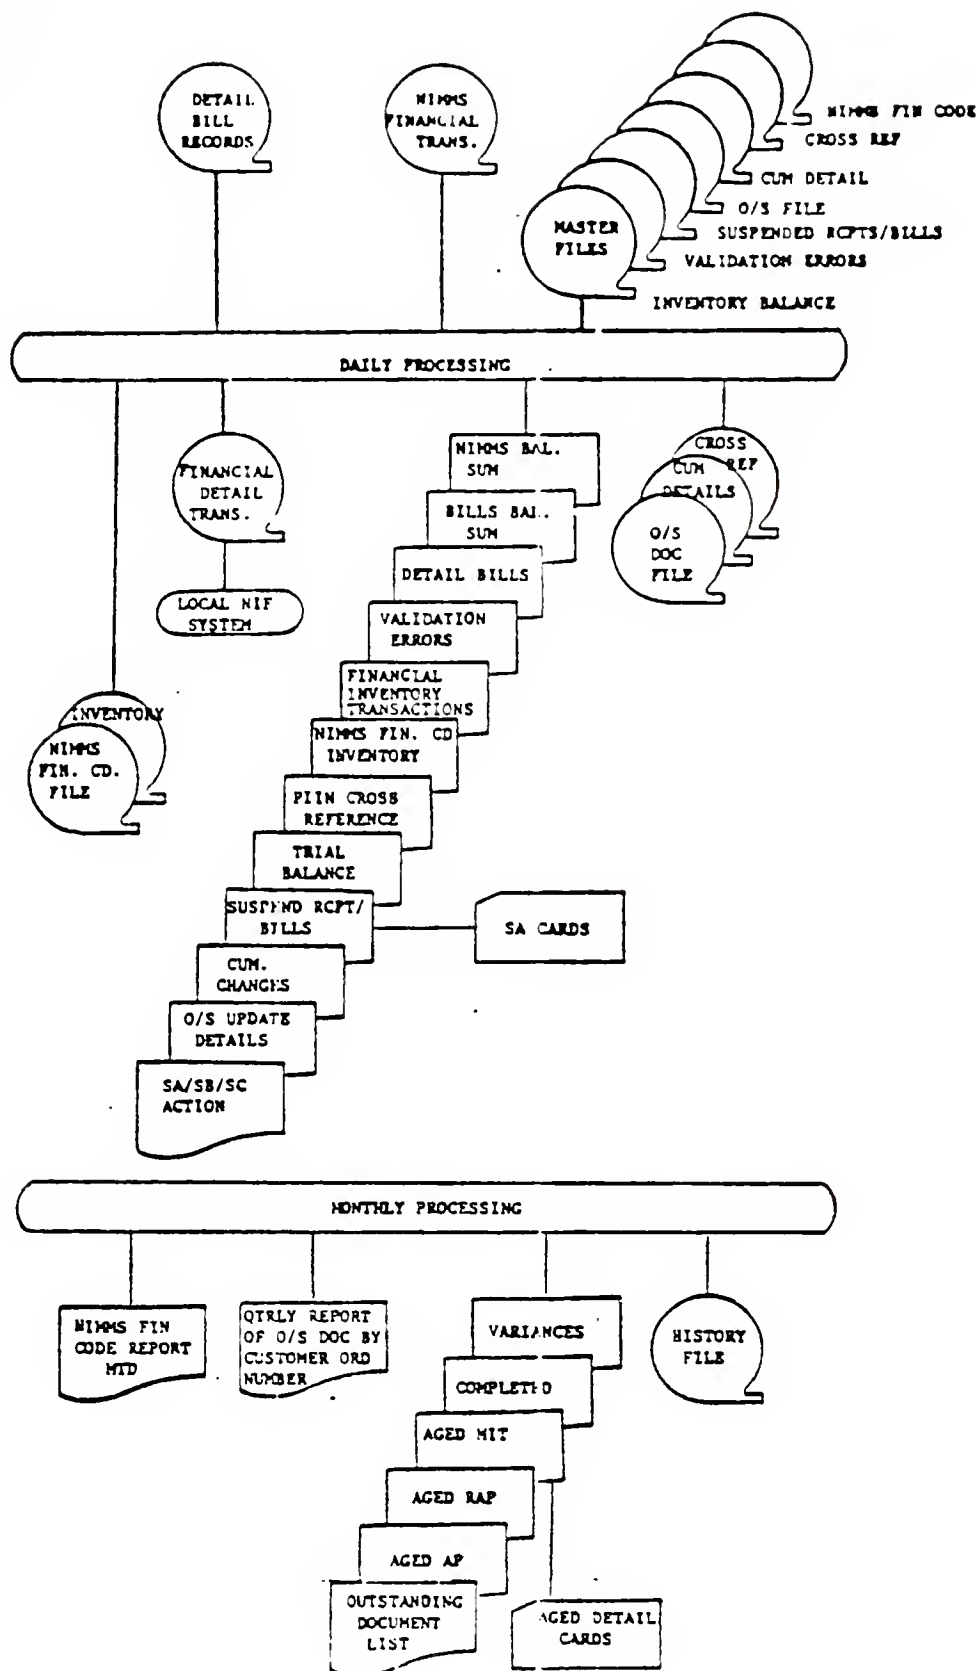 DETAIL
BILL
RECORDS
NIMMS
FINANCIAL
TRANS.
NIMMS FIN CODE
CROSS REF
CUM DETAIL
O/S FILE
SUSPENDED RCPTS/BILLS
VALIDATION ERRORS
MASTER
FILES
INVENTORY BALANCE
DAILY PROCESSING
FINANCIAL
DETAIL
TRANS.
LOCAL NIF
SYSTEM
INVENTORY
NIMMS
FIN. CD.
FILE
NIMMS BAL.
SUM
BILLS BAL.
SUM
DETAIL BILLS
VALIDATION
ERRORS
FINANCIAL
INVENTORY
TRANSACTIONS
NIMMS FIN. CD
INVENTORY
PIIN CROSS
REFERENCE
TRIAL
BALANCE
SUSPEND RCPT/
BILLS
SA CARDS
CUM.
CHANGES
O/S UPDATE
DETAILS
SA/SB/SC
ACTION
CROSS
REF
CUM
DETAILS
O/S
DOC
FILE
MONTHLY PROCESSING
NIMMS FIN
CODE REPORT
MTD
QTRLY REPORT
OF O/S DOC BY
CUSTOMER ORD
NUMBER
VARIANCES
COMPLETED
AGED MIT
AGED RAP
AGED AP
OUTSTANDING
DOCUMENT
LIST
AGED DETAIL
CARDS
HISTORY
FILE